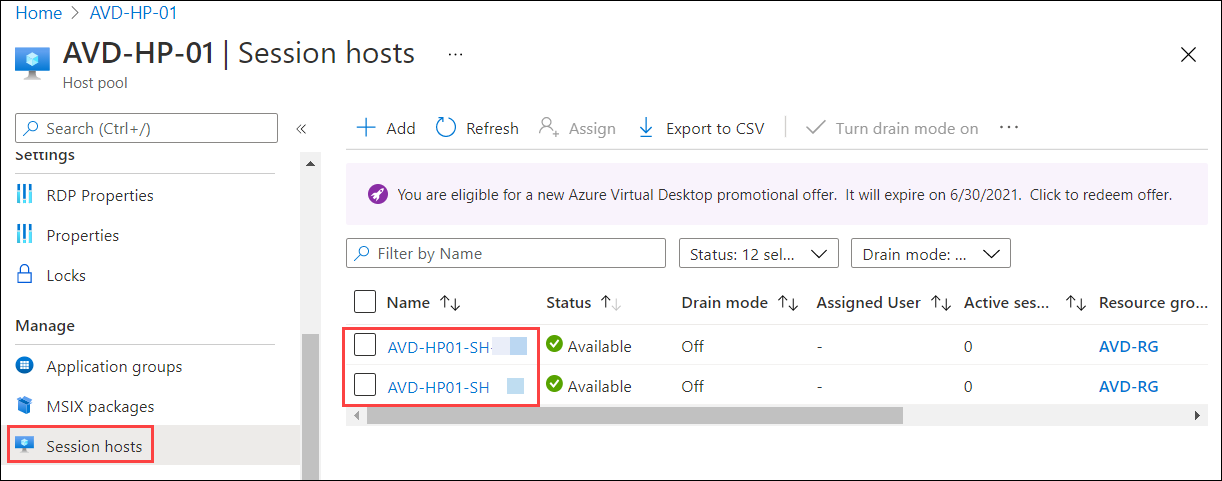 Home > AVD-HP-01
AVD-HP-01 | Session hosts ...
Host pool
Search (Ctrl+/) «
Settings
RDP Properties
Properties
Locks
Manage
Application groups
MSIX packages
Session hosts
Add Refresh Assign Export to CSV Turn drain mode on ...
You are eligible for a new Azure Virtual Desktop promotional offer. It will expire on 6/30/2021. Click to redeem offer.
Filter by Name Status: 12 sel... Drain mode: ...
Name ↑↓ Status ↑↓ Drain mode ↑↓ Assigned User ↑↓ Active ses... ↑↓ Resource gro...
AVD-HP01-SH- Available Off - 0 AVD-RG
AVD-HP01-SH Available Off - 0 AVD-RG